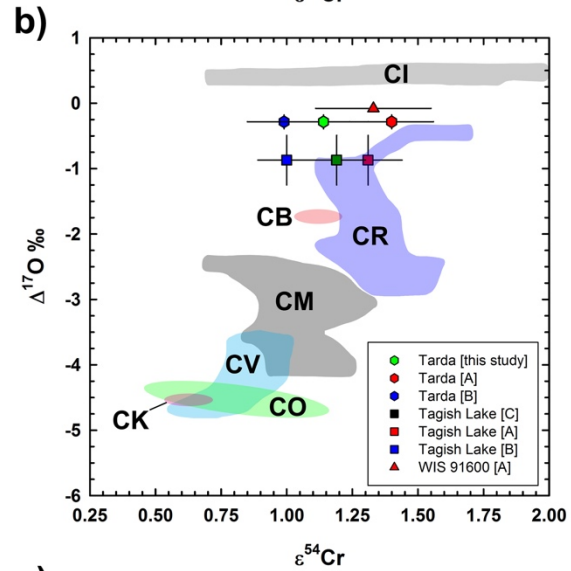 b)
1
0
-1
-2
-3
-4
-5
-6
Δ17O ‰
CI
CB
CR
CM
CV
CK
CO
Tarda [this study]
Tarda [A]
Tarda [B]
Tagish Lake [C]
Tagish Lake [A]
Tagish Lake [B]
WIS 91600 [A]
0.25 0.50 0.75 1.00 1.25 1.50 1.75 2.00
ε54Cr